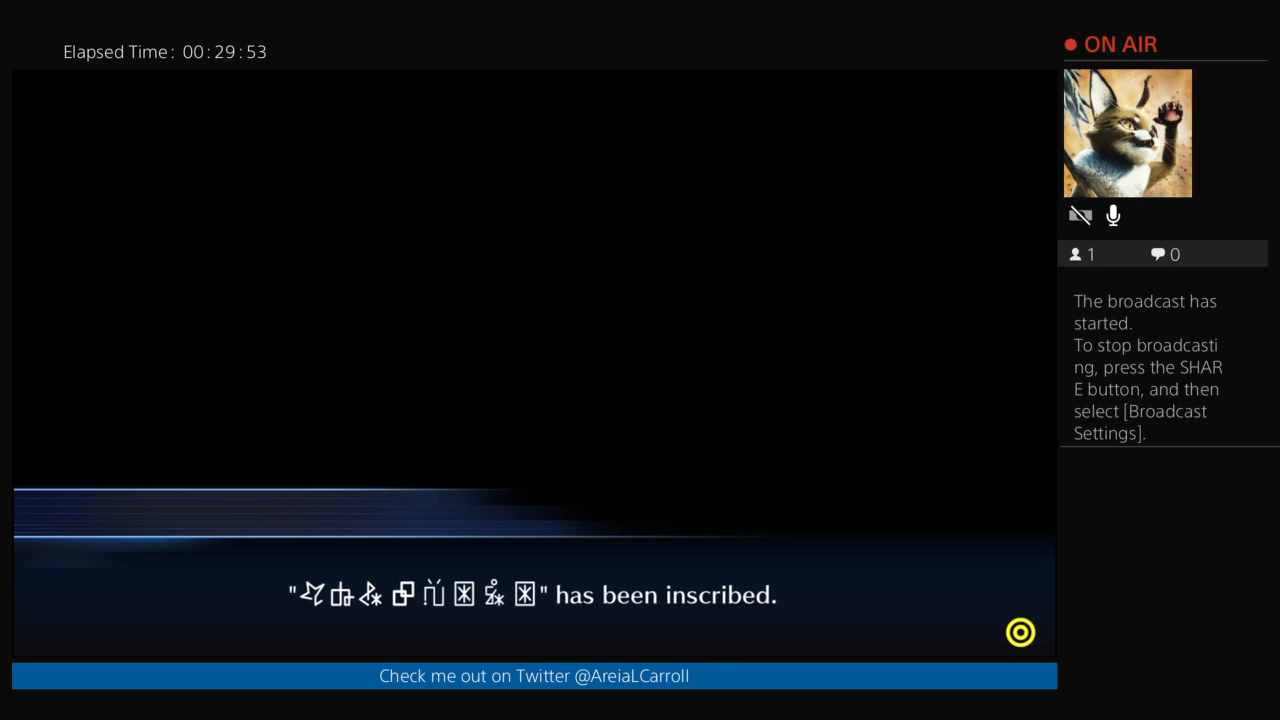 Elapsed Time: 00:29:53
ON AIR
1
0
The broadcast has
started.
To stop broadcasti
ng, press the SHAR
E button, and then
select [Broadcast
Settings].
" " has been inscribed.
Check me out on Twitter @AreiaLCarroll